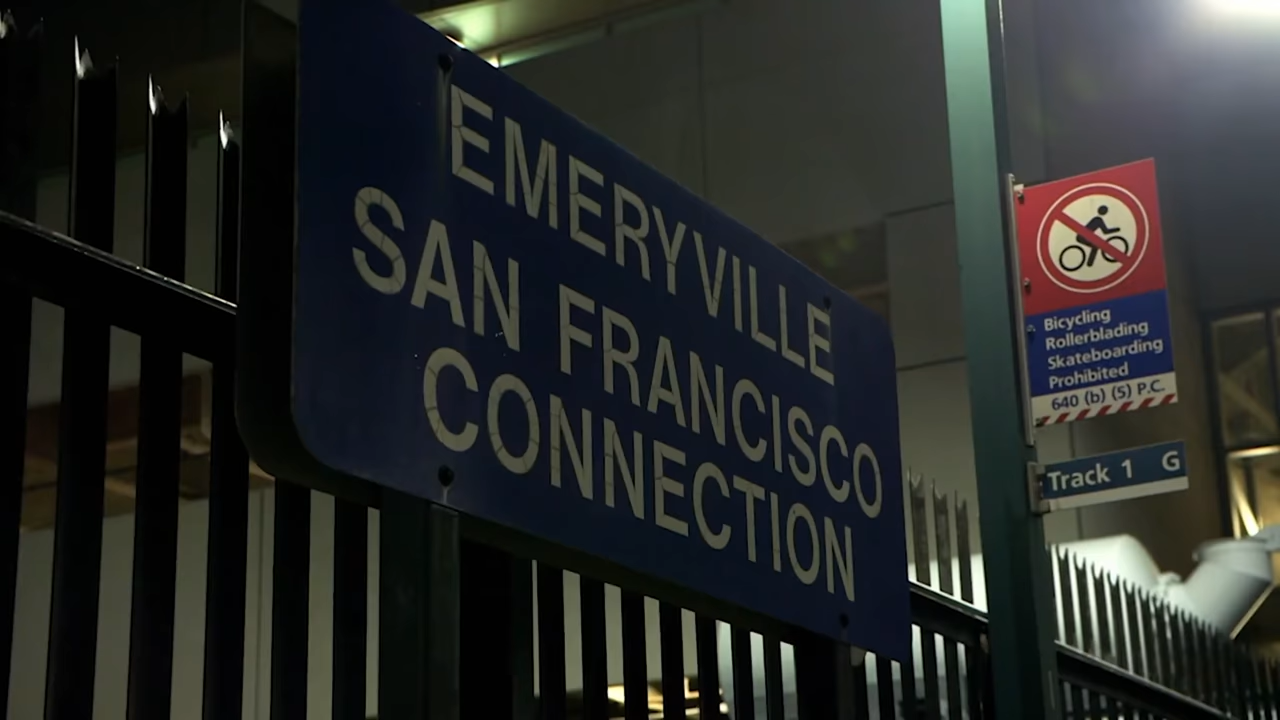 EMERYVILLE
SAN FRANCISCO
CONNECTION
Bicycling
Rollerblading
Skateboarding
Prohibited
640 (b) (5) P.C.
Track 1 G